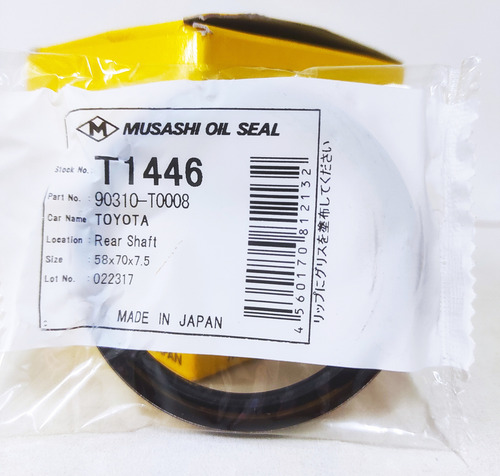 M MUSASHI OIL SEAL
Stock No. T1446
Part No. : 90310-T0008
Car Name : TOYOTA
Location : Rear Shaft
Size : 58x70x7.5
Lot No. : 022317
MADE IN JAPAN
4560170812132
リップにグリスを塗布してください
PAN